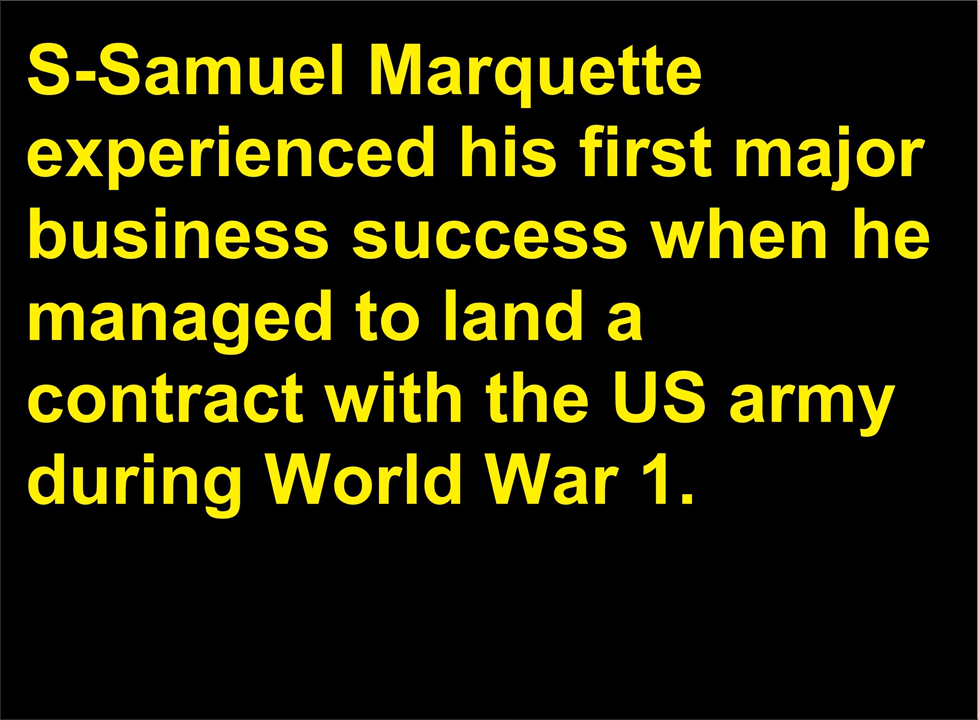 S-Samuel Marquette
experienced his first major
business success when he
managed to land a
contract with the US army
during World War 1.